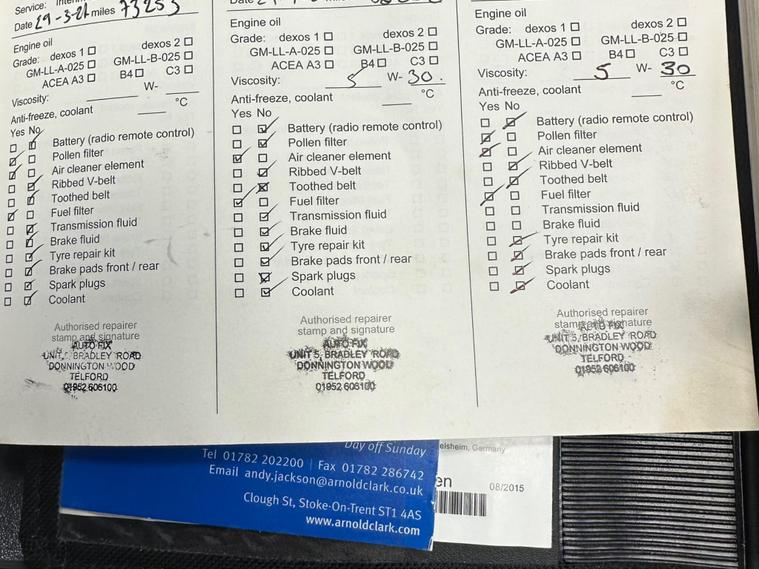 Service:
Date 29-3-21 miles 73253
Engine oil
Grade: dexos 1 dexos 2
GM-LL-A-025 GM-LL-B-025
ACEA A3 B4 C3
Viscosity: W-
Anti-freeze, coolant °C
Yes No
Battery (radio remote control)
Pollen filter
Air cleaner element
Ribbed V-belt
Toothed belt
Fuel filter
Transmission fluid
Brake fluid
Tyre repair kit
Brake pads front / rear
Spark plugs
Coolant
Authorised repairer
stamp and signature
AUTO FIX
UNIT 5, BRADLEY ROAD
DONNINGTON WOOD
TELFORD
01952 606100
Engine oil
Grade: dexos 1 dexos 2
GM-LL-A-025 GM-LL-B-025
ACEA A3 B4 C3
Viscosity: 5 W- 30.
Anti-freeze, coolant °C
Yes No
Battery (radio remote control)
Pollen filter
Air cleaner element
Ribbed V-belt
Toothed belt
Fuel filter
Transmission fluid
Brake fluid
Tyre repair kit
Brake pads front / rear
Spark plugs
Coolant
Authorised repairer
stamp and signature
AUTO FIX
UNIT 5, BRADLEY ROAD
DONNINGTON WOOD
TELFORD
01952 606100
Engine oil
Grade: dexos 1 dexos 2
GM-LL-A-025 GM-LL-B-025
ACEA A3 B4 C3
Viscosity: 5 W- 30
Anti-freeze, coolant °C
Yes No
Battery (radio remote control)
Pollen filter
Air cleaner element
Ribbed V-belt
Toothed belt
Fuel filter
Transmission fluid
Brake fluid
Tyre repair kit
Brake pads front / rear
Spark plugs
Coolant
Authorised repairer
stamp and signature
AUTO FIX
UNIT 5, BRADLEY ROAD
DONNINGTON WOOD
TELFORD
01952 606100
Day off Sunday
Tel 01782 202200 | Fax 01782 286742
Email andy.jackson@arnoldclark.co.uk
Clough St, Stoke-On-Trent ST1 4AS
www.arnoldclark.com
elsheim, Germany
en
08/2015